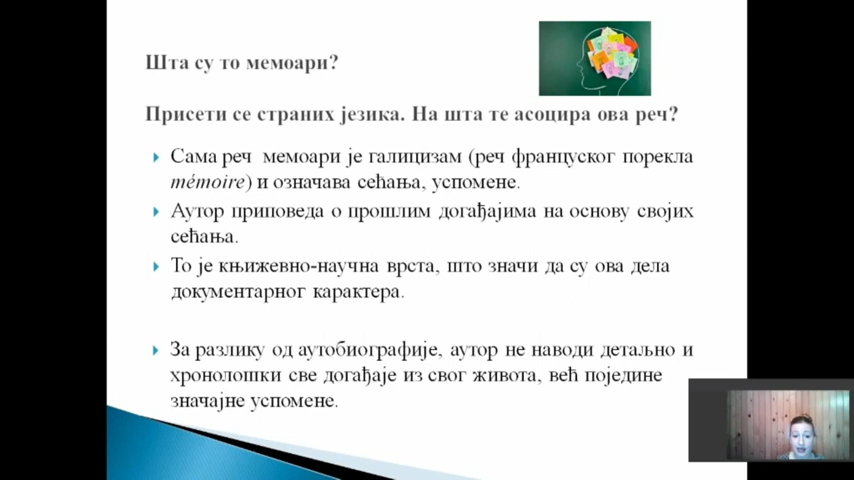 Шта су то мемоари?
Присети се страних језика. На шта те асоцира ова реч?
Сама реч мемоари је галицизам (реч француског порекла
mémoire) и означава сећања, успомене.
Аутор приповеда о прошлим догађајима на основу својих
сећања.
То је књижевно-научна врста, што значи да су ова дела
документарног карактера.
За разлику од аутобиографије, аутор не наводи детаљно и
хронолошки све догађаје из свог живота, већ поједине
значајне успомене.